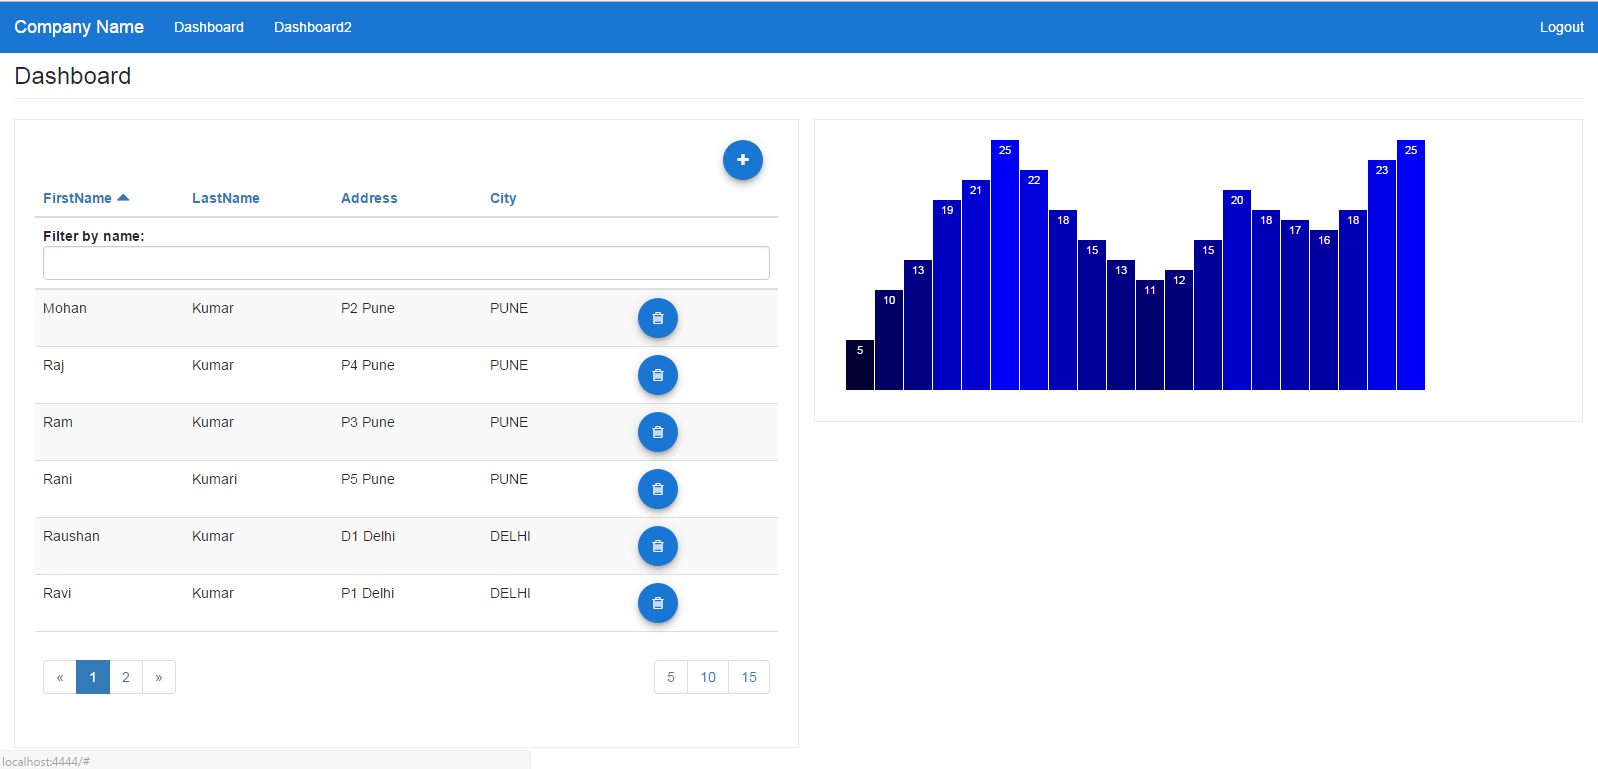 Company Name Dashboard Dashboard2 Logout
Dashboard
+
FirstName LastName Address City
Filter by name:
Mohan Kumar P2 Pune PUNE
Raj Kumar P4 Pune PUNE
Ram Kumar P3 Pune PUNE
Rani Kumari P5 Pune PUNE
Raushan Kumar D1 Delhi DELHI
Ravi Kumar P1 Delhi DELHI
« 1 2 » 5 10 15
5 10 13 19 21 25 22 18 15 13 11 12 15 20 18 17 16 18 23 25
localhost:4444/#